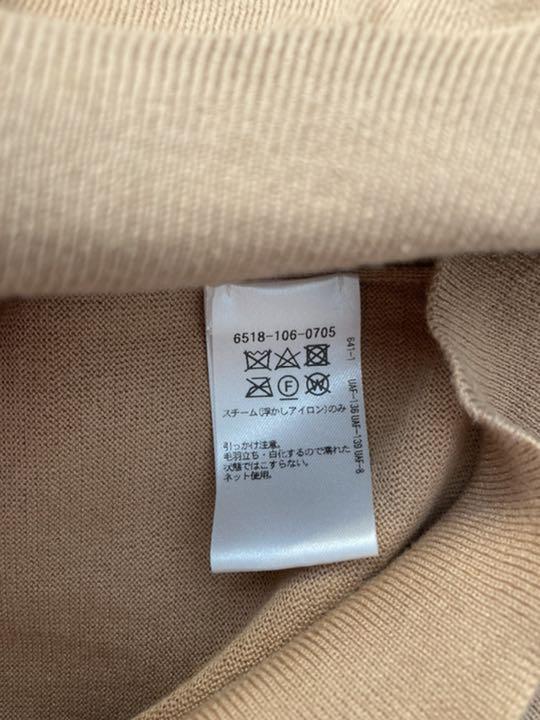 6518-106-0705
F W
スチーム(浮かしアイロン)のみ
引っかけ注意。
毛羽立ち・白化するので濡れた
状態ではこすらない。
ネット使用。
641-1 UAF-136 UAF-139 UAF-8